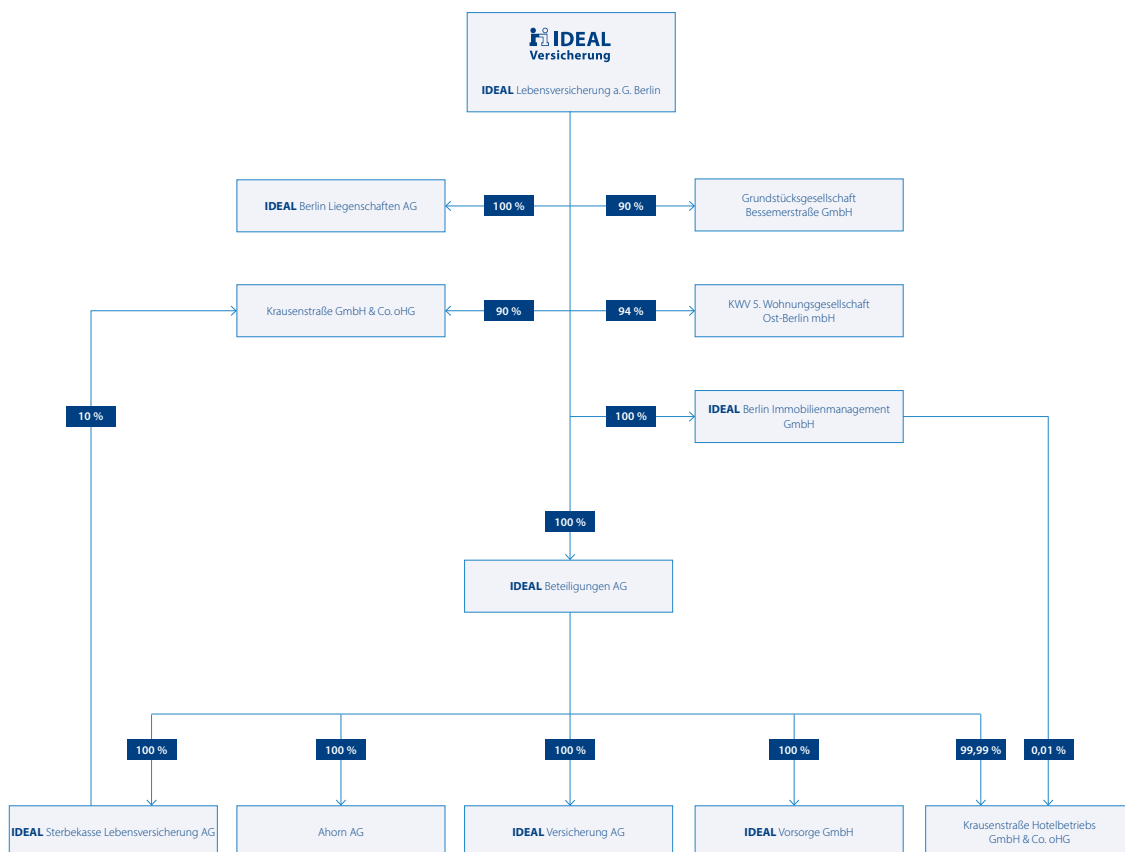 IDEAL
Versicherung
IDEAL Lebensversicherung a.G. Berlin
IDEAL Berlin Liegenschaften AG
100 %
90 %
Grundstücksgesellschaft
Bessemerstraße GmbH
Krausenstraße GmbH & Co. oHG
90 %
94 %
KWV 5. Wohnungsgesellschaft
Ost-Berlin mbH
10 %
100 %
IDEAL Berlin Immobilienmanagement
GmbH
100 %
IDEAL Beteiligungen AG
100 %
100 %
100 %
100 %
99,99 %
0,01 %
IDEAL Sterbekasse Lebensversicherung AG
Ahorn AG
IDEAL Versicherung AG
IDEAL Vorsorge GmbH
Krausenstraße Hotelbetriebs
GmbH & Co. oHG